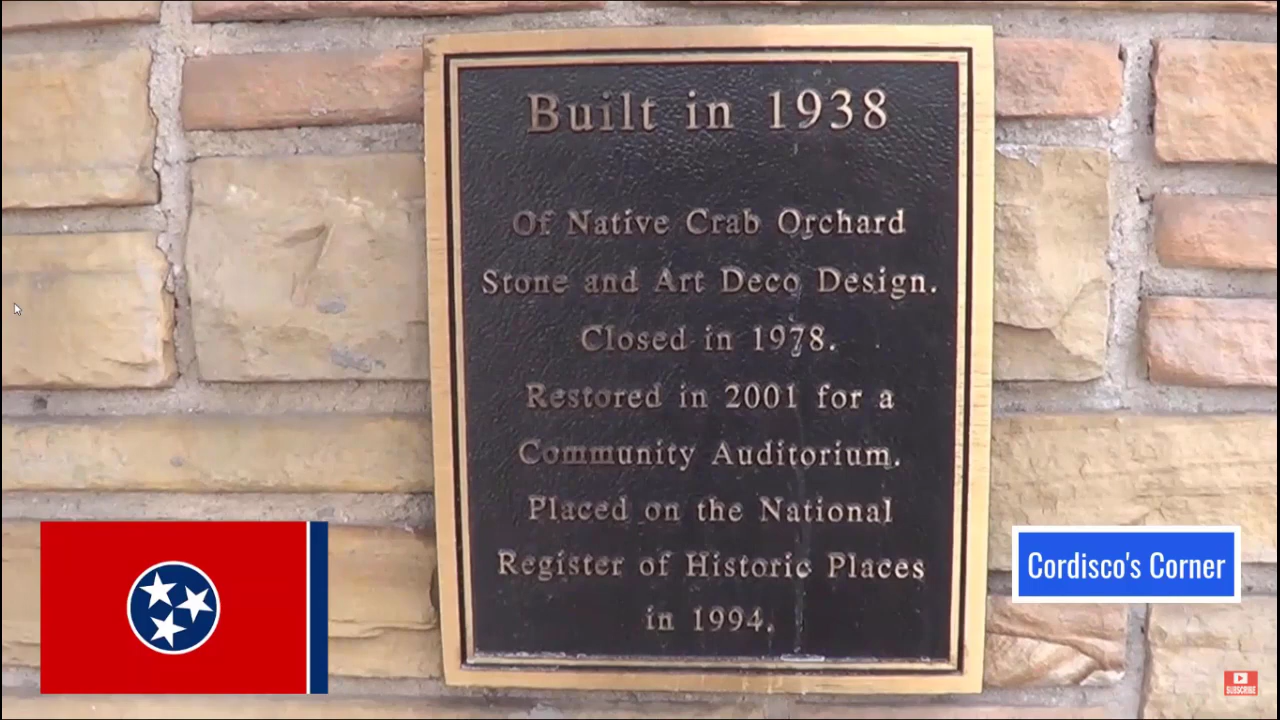 Built in 1938
Of Native Crab Orchard
Stone and Art Deco Design.
Closed in 1978.
Restored in 2001 for a
Community Auditorium.
Placed on the National
Register of Historic Places
in 1994.
Cordisco's Corner
SUBSCRIBE